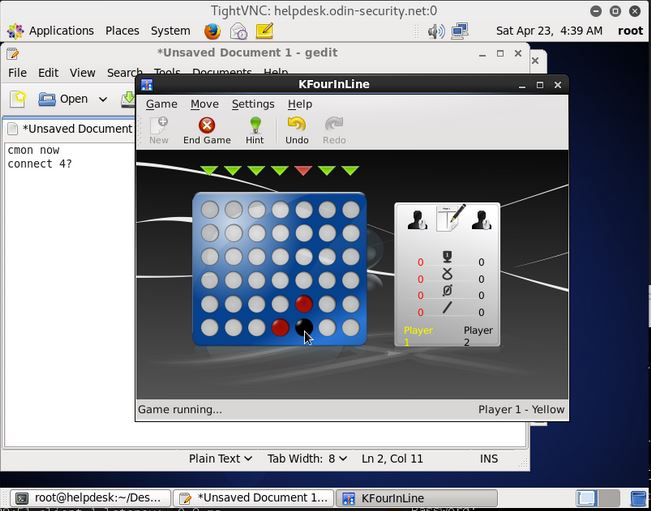 TightVNC: helpdesk.odin-security.net:0
Applications Places System
Sat Apr 23, 4:39 AM root
*Unsaved Document 1 - gedit
File Edit View Search Tools Documents Help
Open
*Unsaved Document
cmon now
connect 4?
KFourInLine
Game Move Settings Help
New End Game Hint Undo Redo
0 0
0 0
0 0
0 0
Player 1
Player 2
Game running...
Player 1 - Yellow
Plain Text Tab Width: 8 Ln 2, Col 11 INS
root@helpdesk:~/Des...
*Unsaved Document 1...
KFourInLine